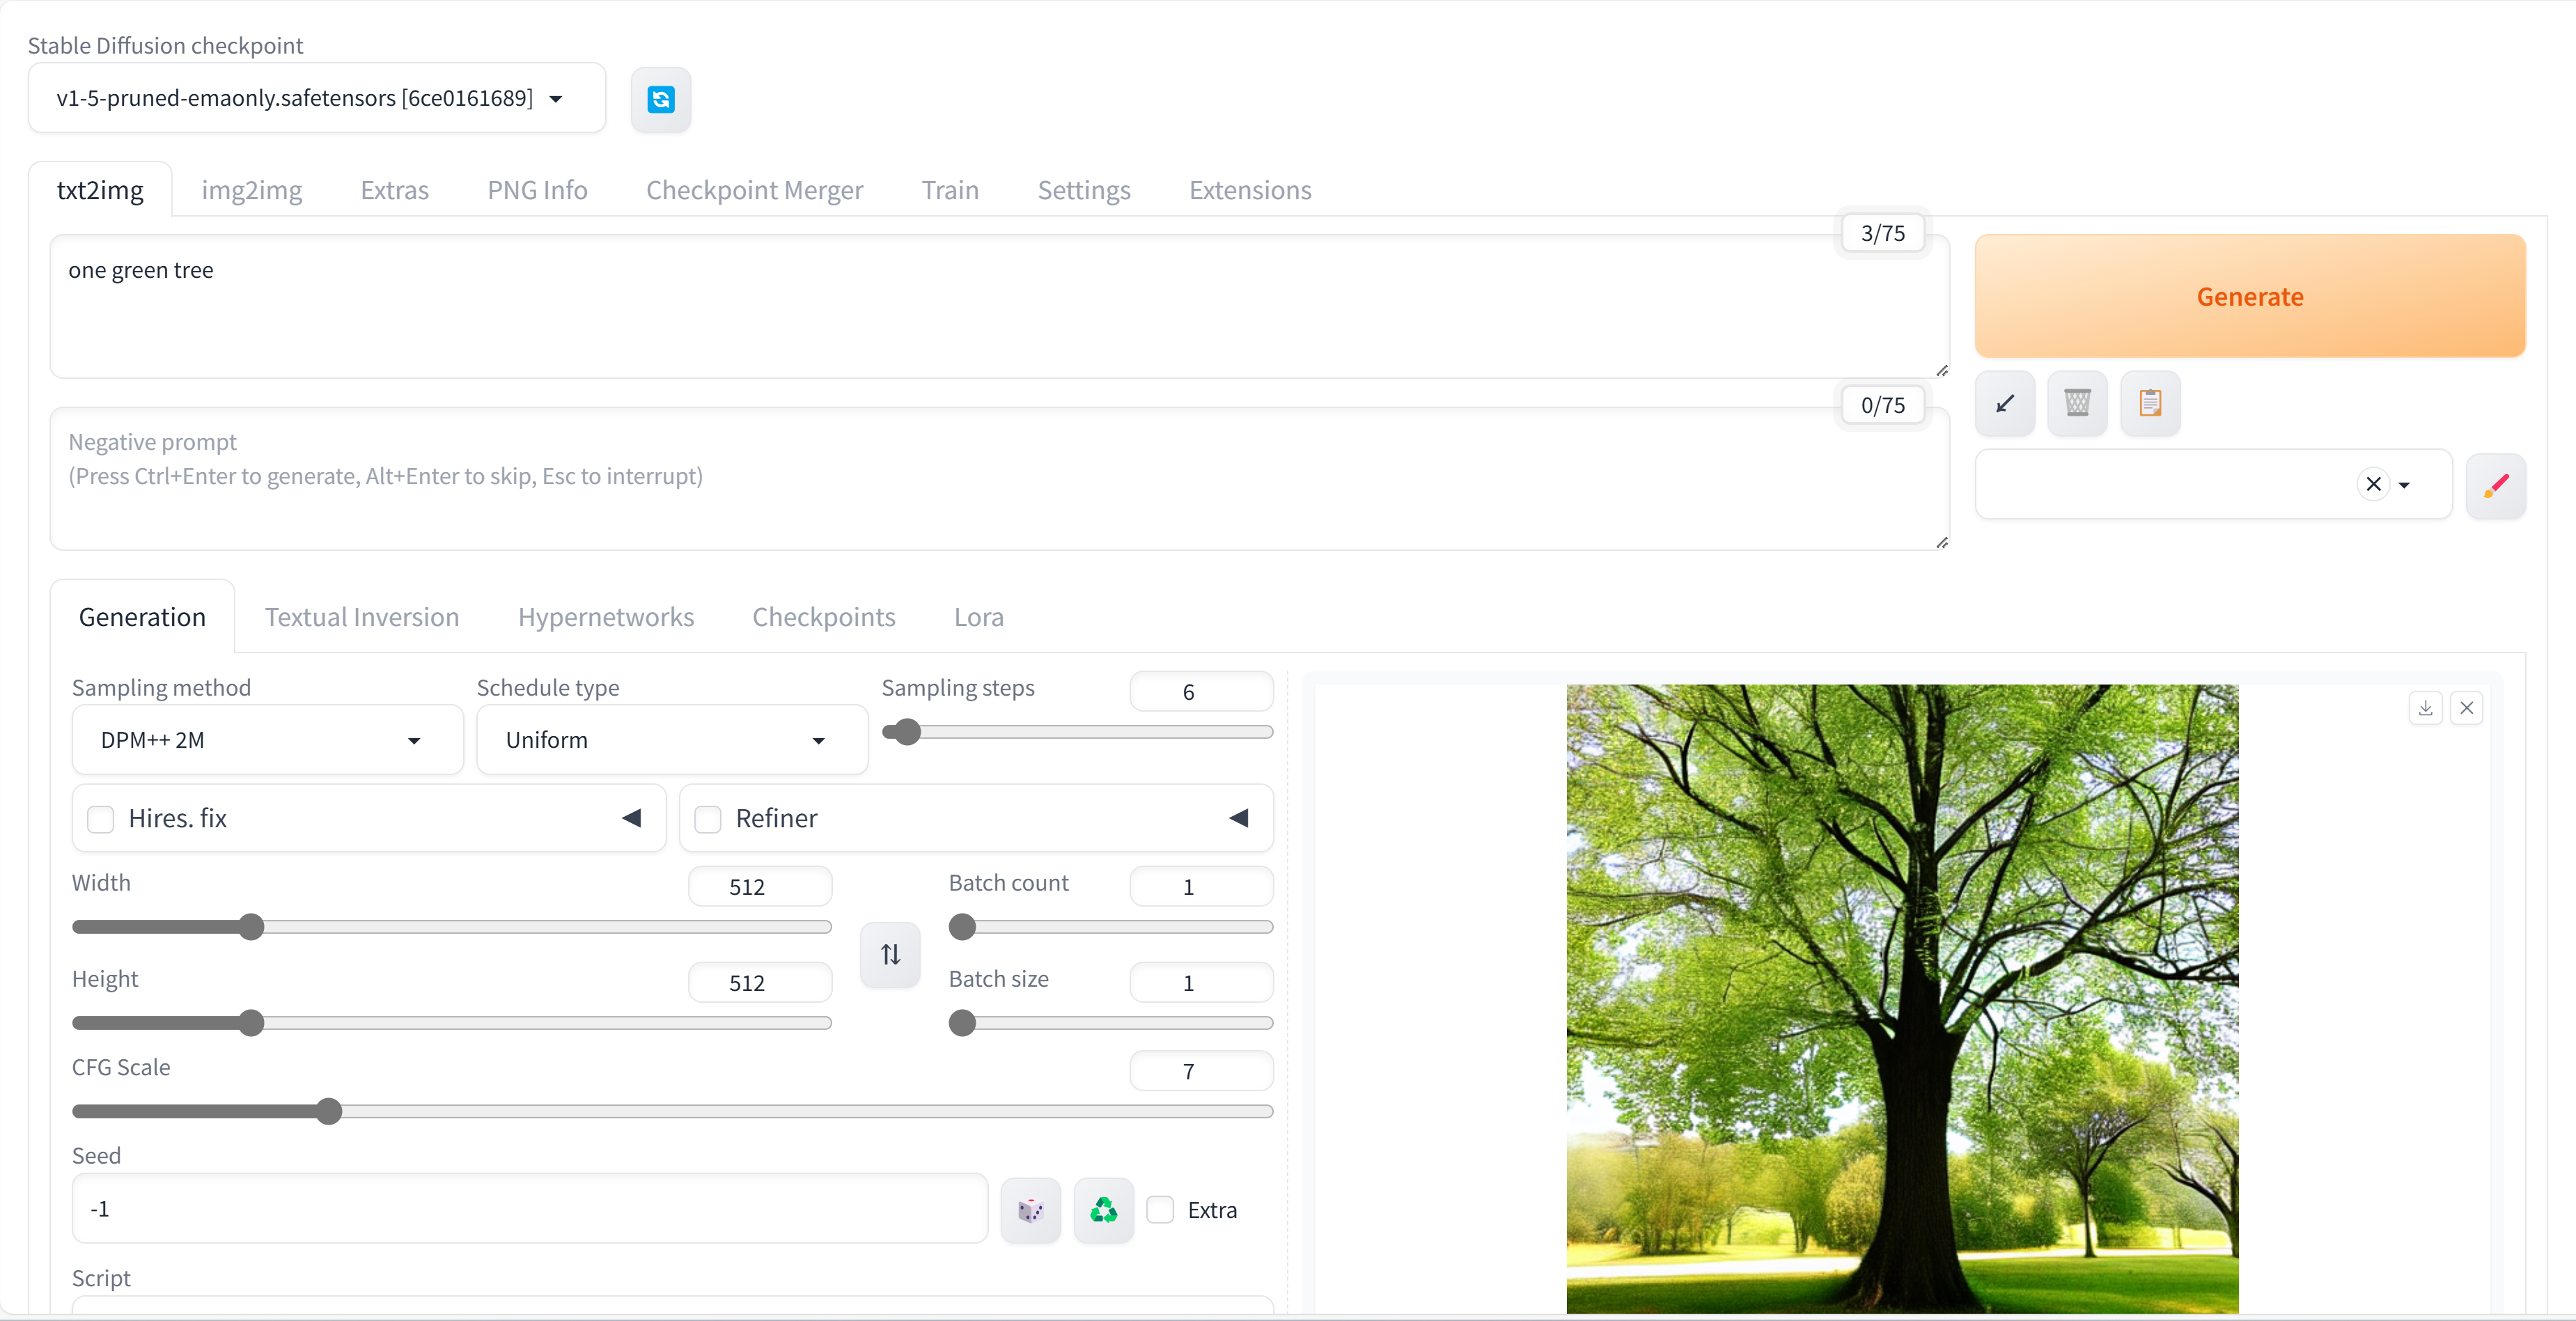 Stable Diffusion checkpoint
v1-5-pruned-emaonly.safetensors [6ce0161689]
txt2img img2img Extras PNG Info Checkpoint Merger Train Settings Extensions
3/75
one green tree
Generate
0/75
Negative prompt
(Press Ctrl+Enter to generate, Alt+Enter to skip, Esc to interrupt)
Generation Textual Inversion Hypernetworks Checkpoints Lora
Sampling method Schedule type Sampling steps 6
DPM++ 2M Uniform
Hires. fix Refiner
Width 512 Batch count 1
Height 512 Batch size 1
CFG Scale 7
Seed
-1 Extra
Script